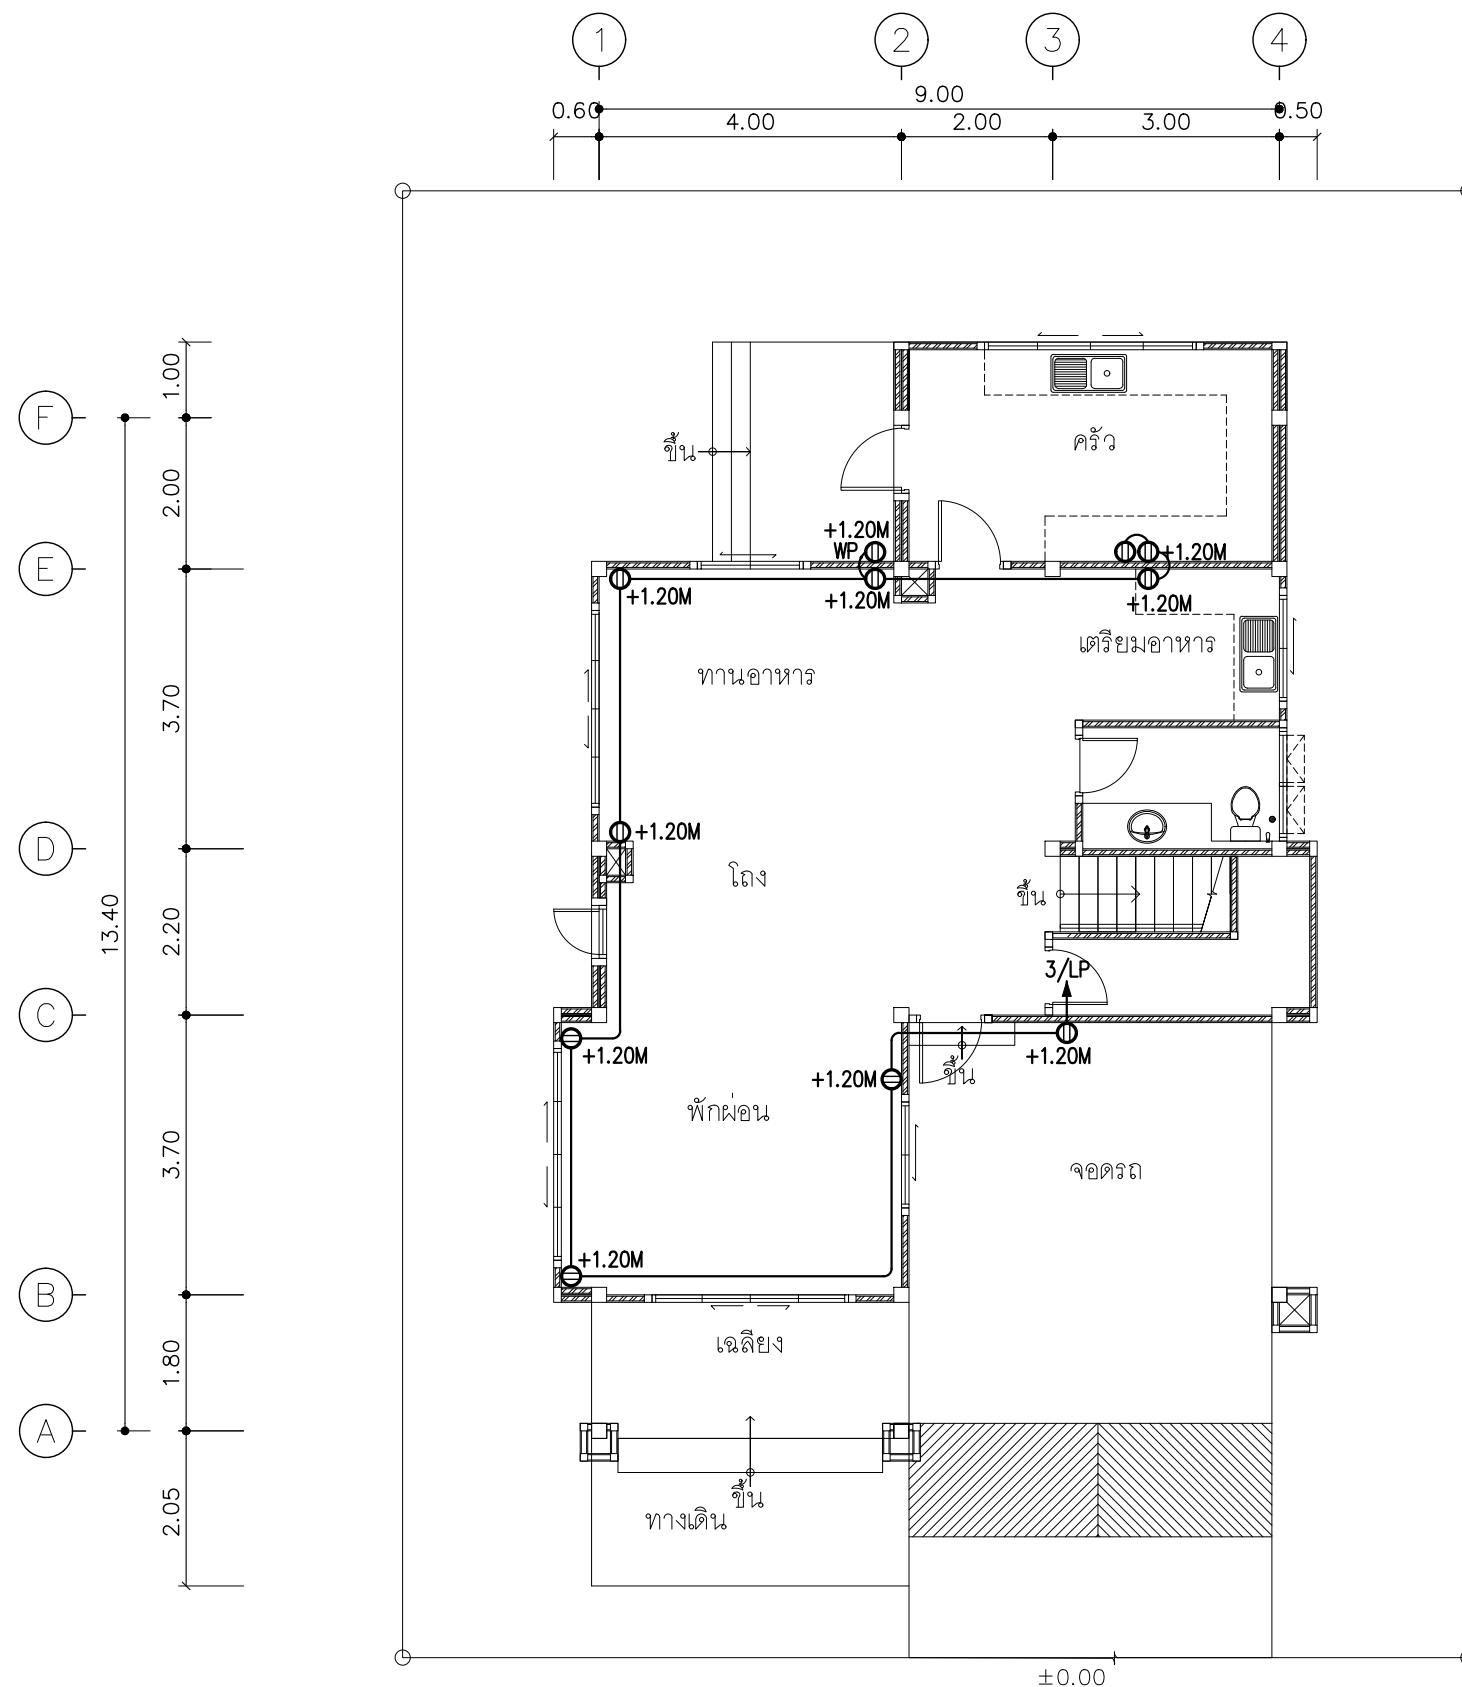 1 2 3 4
9.00
0.60 4.00 2.00 3.00 0.50
1.00
F
ครัว
ขึ้น
2.00
+1.20M
WP +1.20M
E
+1.20M +1.20M +1.20M
เตรียมอาหาร
ทานอาหาร
3.70
+1.20M
D
โถง
ขึ้น
13.40 2.20
3/LP
C
+1.20M +1.20M
+1.20M ขึ้น
พักผ่อน
3.70
จอดรถ
+1.20M
B
เฉลียง
1.80
A
ขึ้น
2.05
ทางเดิน
±0.00